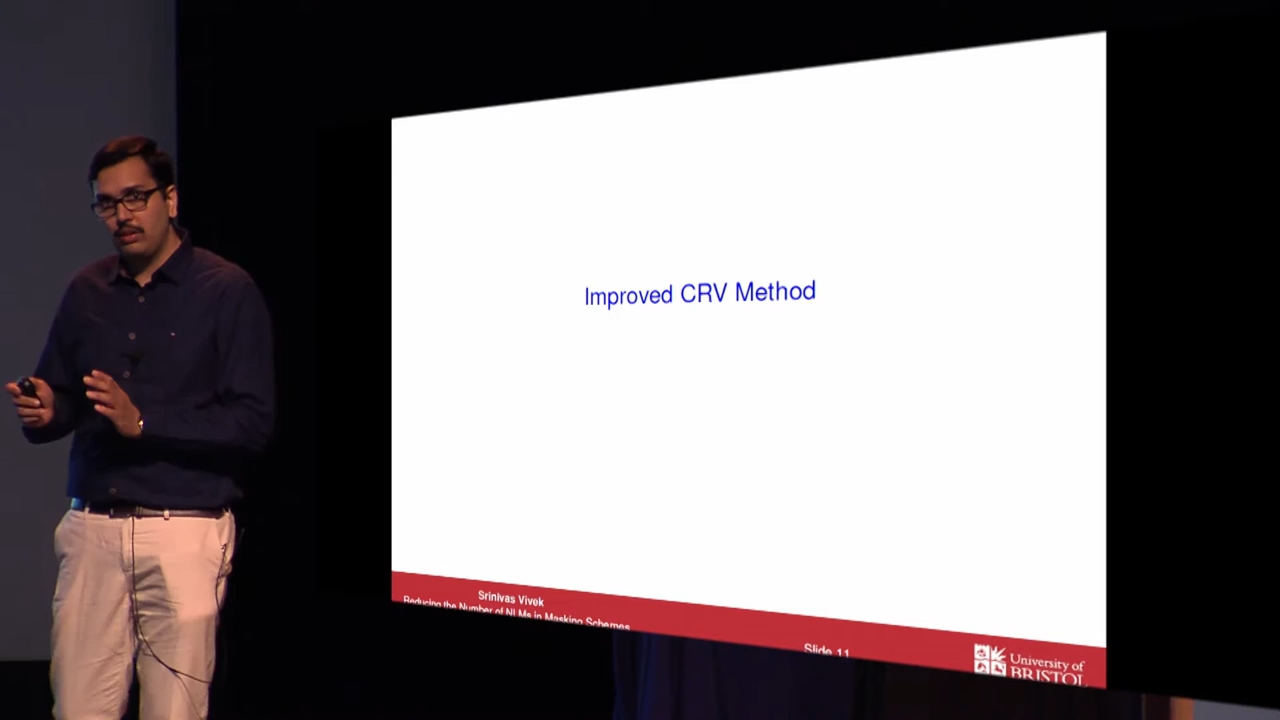 Improved CRV Method
Srinivas Vivek
Reducing the Number of NLMs in Masking Schemes
Slide 11
University of
BRISTOL